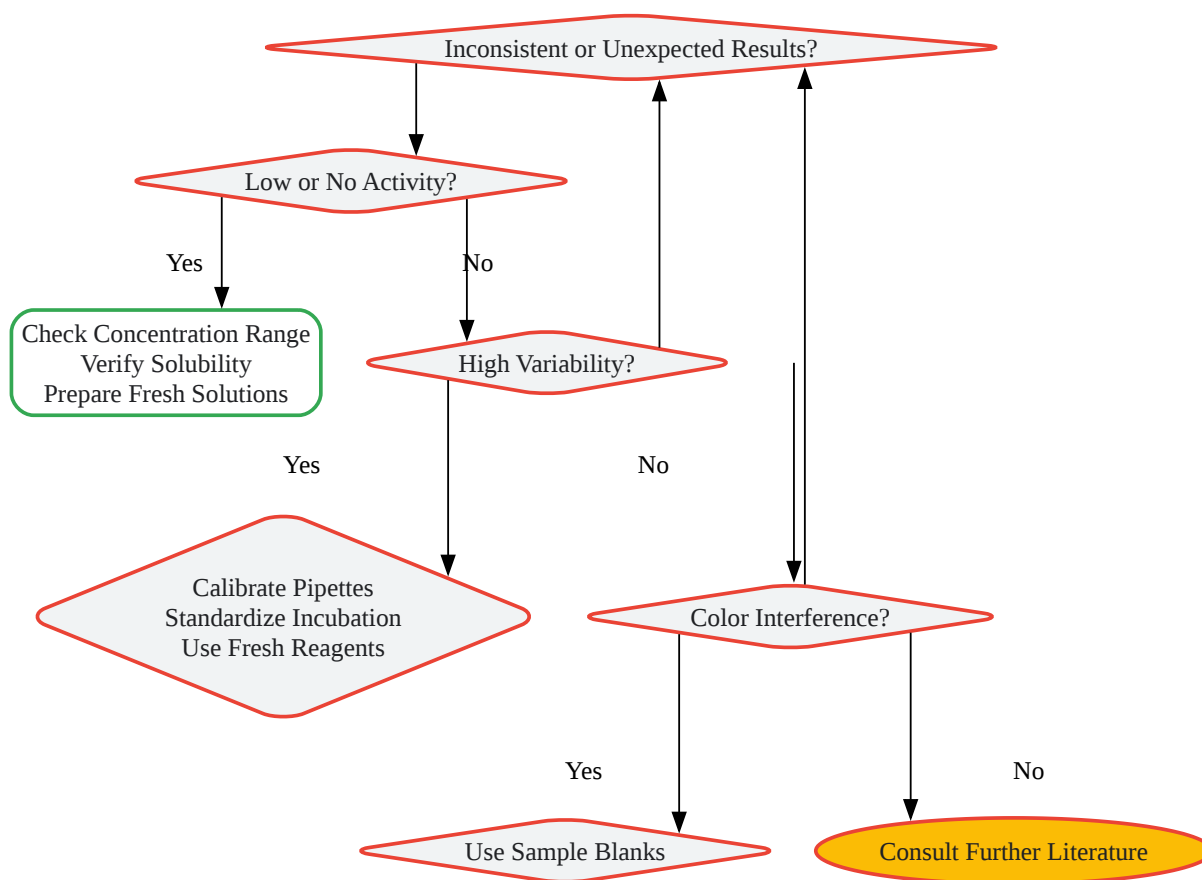 Inconsistent or Unexpected Results?
Low or No Activity?
Yes
No
Check Concentration Range
Verify Solubility
Prepare Fresh Solutions
High Variability?
Yes
No
Calibrate Pipettes
Standardize Incubation
Use Fresh Reagents
Color Interference?
Yes
No
Use Sample Blanks
Consult Further Literature